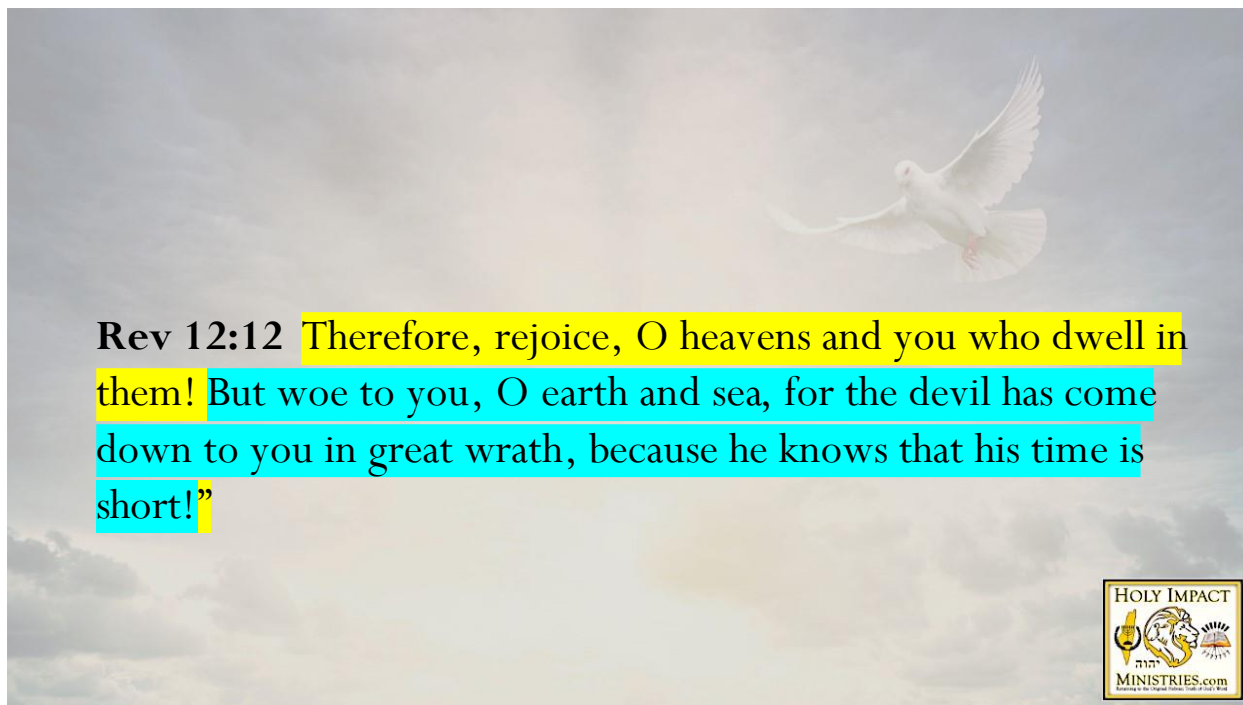 Rev 12:12 Therefore, rejoice, O heavens and you who dwell in
them! But woe to you, O earth and sea, for the devil has come
down to you in great wrath, because he knows that his time is
short!”
HOLY IMPACT
יהוה
MINISTRIES.com